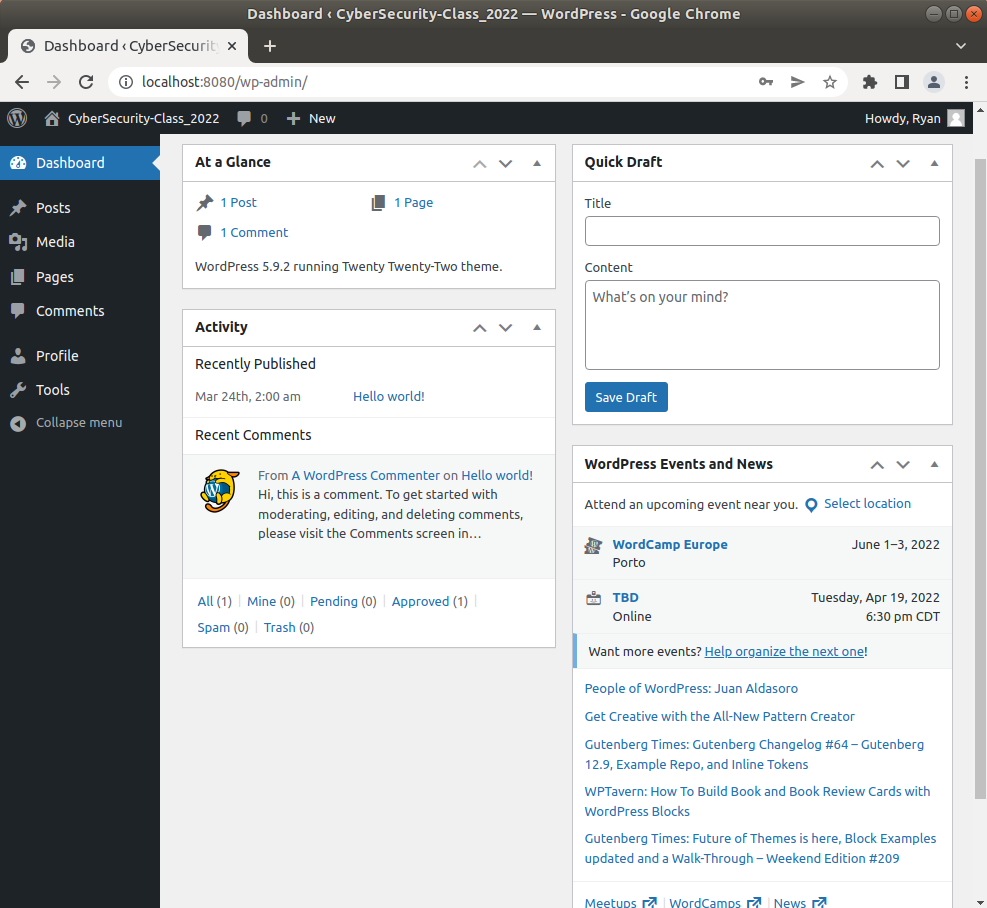 Dashboard ‹ CyberSecurity-Class_2022 — WordPress - Google Chrome
Dashboard ‹ CyberSecurity
localhost:8080/wp-admin/
CyberSecurity-Class_2022 0 New Howdy, Ryan
Dashboard
Posts
Media
Pages
Comments
Profile
Tools
Collapse menu
At a Glance
1 Post 1 Page
1 Comment
WordPress 5.9.2 running Twenty Twenty-Two theme.
Activity
Recently Published
Mar 24th, 2:00 am Hello world!
Recent Comments
From A WordPress Commenter on Hello world!
Hi, this is a comment. To get started with
moderating, editing, and deleting comments,
please visit the Comments screen in…
All (1) Mine (0) Pending (0) Approved (1)
Spam (0) Trash (0)
Quick Draft
Title
Content
What's on your mind?
Save Draft
WordPress Events and News
Attend an upcoming event near you. Select location
WordCamp Europe June 1–3, 2022
Porto
TBD Tuesday, Apr 19, 2022
Online 6:30 pm CDT
Want more events? Help organize the next one!
People of WordPress: Juan Aldasoro
Get Creative with the All-New Pattern Creator
Gutenberg Times: Gutenberg Changelog #64 – Gutenberg
12.9, Example Repo, and Inline Tokens
WPTavern: How To Build Book and Book Review Cards with
WordPress Blocks
Gutenberg Times: Future of Themes is here, Block Examples
updated and a Walk-Through – Weekend Edition #209
Meetups WordCamps News